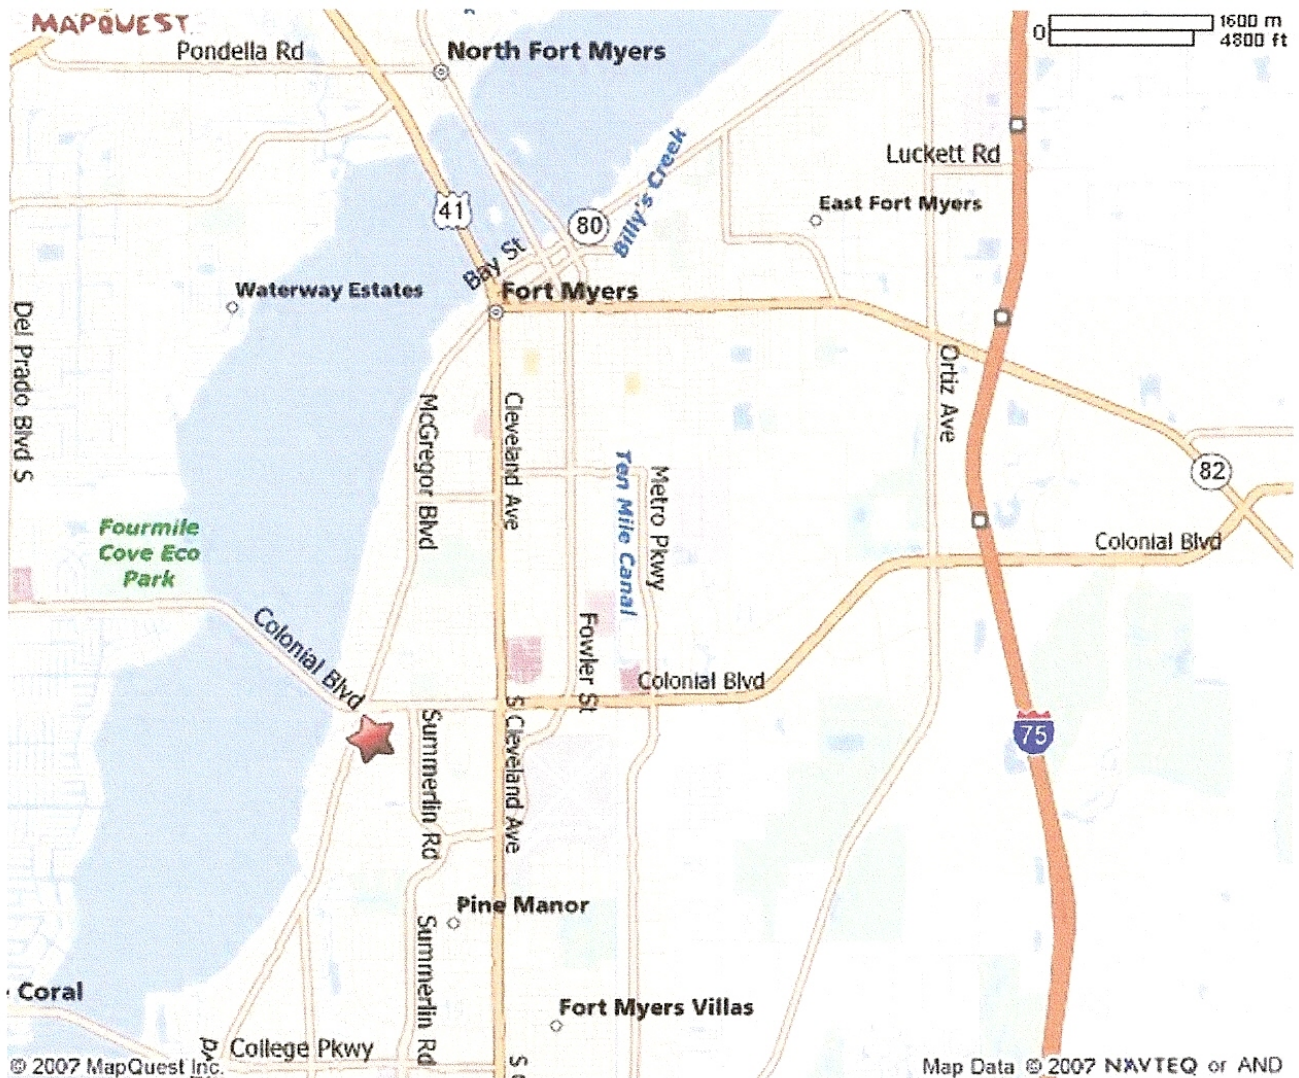 MAPQUEST
1600 m
0
4800 ft
Pondella Rd
North Fort Myers
Luckett Rd
Billy's Creek
41
80
East Fort Myers
Bay St
Waterway Estates
Fort Myers
Del Prado Blvd S
McGregor Blvd
Cleveland Ave
Ortiz Ave
Ten Mile Canal
Metro Pkwy
82
Fourmile
Cove Eco
Park
Colonial Blvd
Colonial Blvd
Fowler St
Colonial Blvd
S Cleveland Ave
Summerlin Rd
75
Pine Manor
Summerlin Rd
Coral
Fort Myers Villas
College Pkwy
S
© 2007 MapQuest Inc.
Map Data © 2007 NAVTEQ or AND